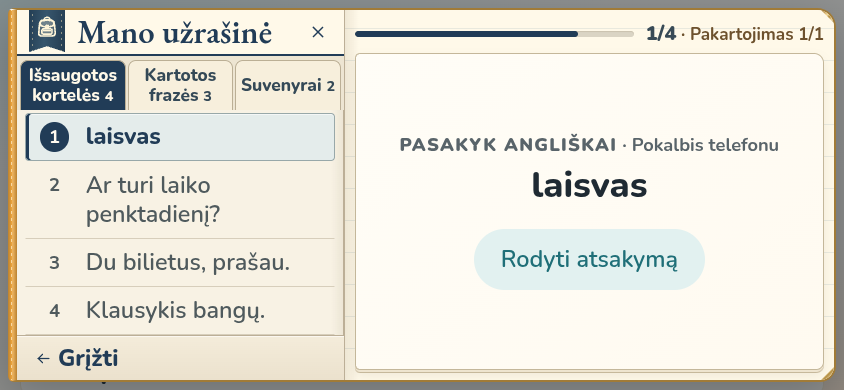 Mano užrašinė ×
Išsaugotos
kortelės 4
Kartotos
frazės 3
Suvenyrai 2
1 laisvas
2 Ar turi laiko
penktadienį?
3 Du bilietus, prašau.
4 Klausykis bangų.
← Grįžti
1/4 · Pakartojimas 1/1
PASAKYK ANGLIŠKAI · Pokalbis telefonu
laisvas
Rodyti atsakymą